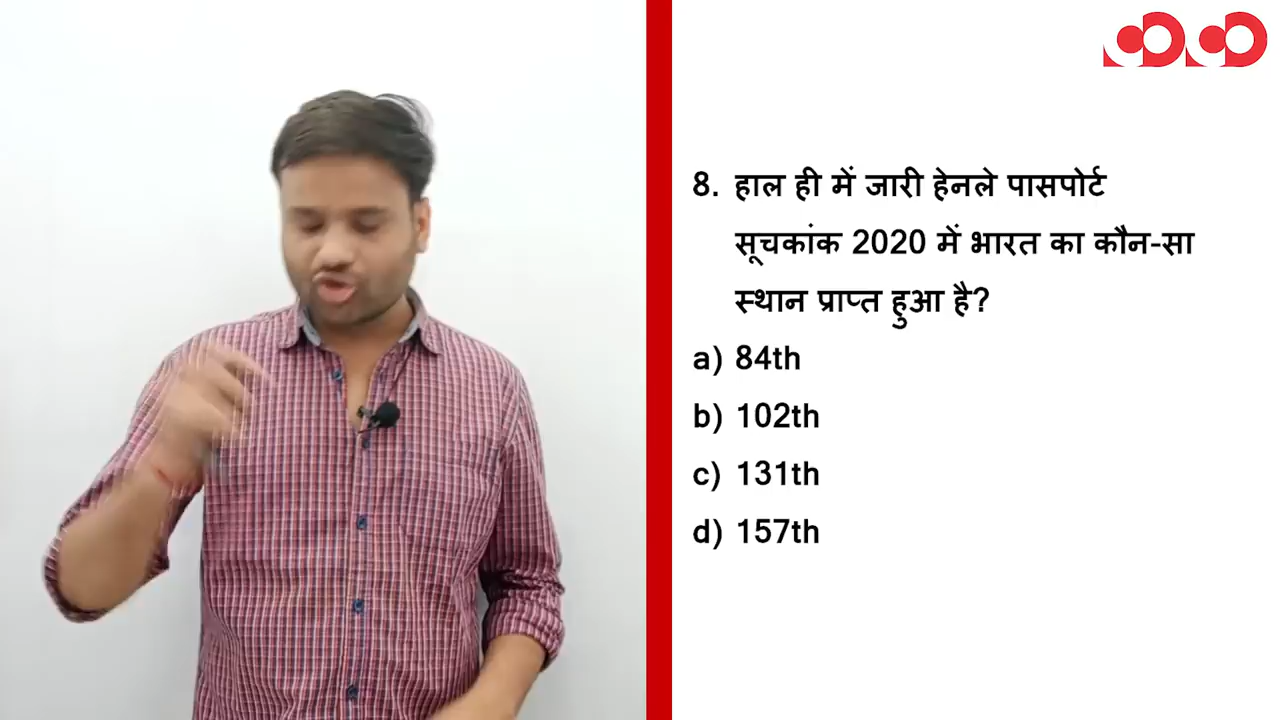 8. हाल ही में जारी हेनले पासपोर्ट
सूचकांक 2020 में भारत का कौन-सा
स्थान प्राप्त हुआ है?
a) 84th
b) 102th
c) 131th
d) 157th